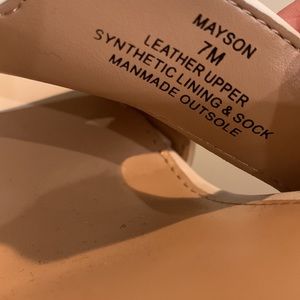 MAYSON
7M
LEATHER UPPER
SYNTHETIC LINING & SOCK
MANMADE OUTSOLE